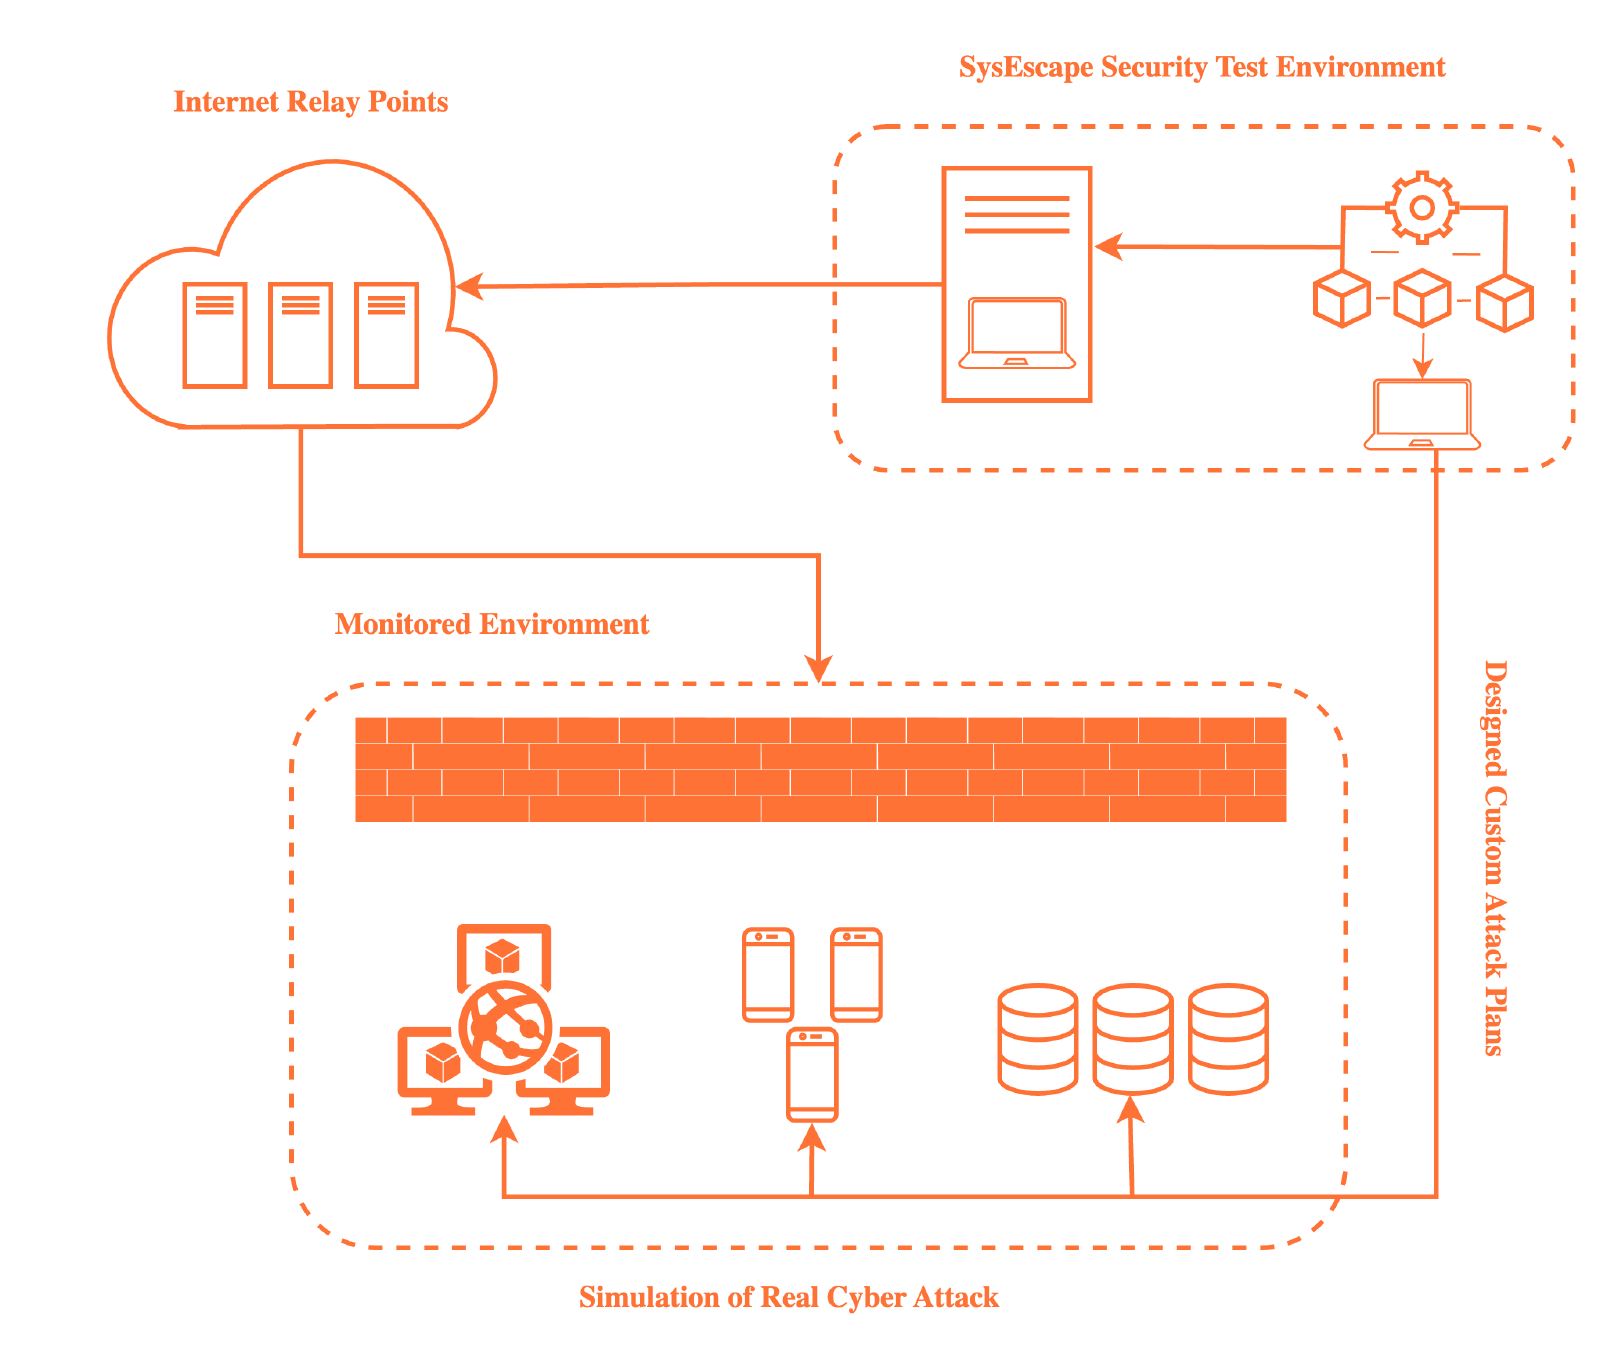 SysEscape Security Test Environment
Internet Relay Points
Monitored Environment
Designed Custom Attack Plans
Simulation of Real Cyber Attack